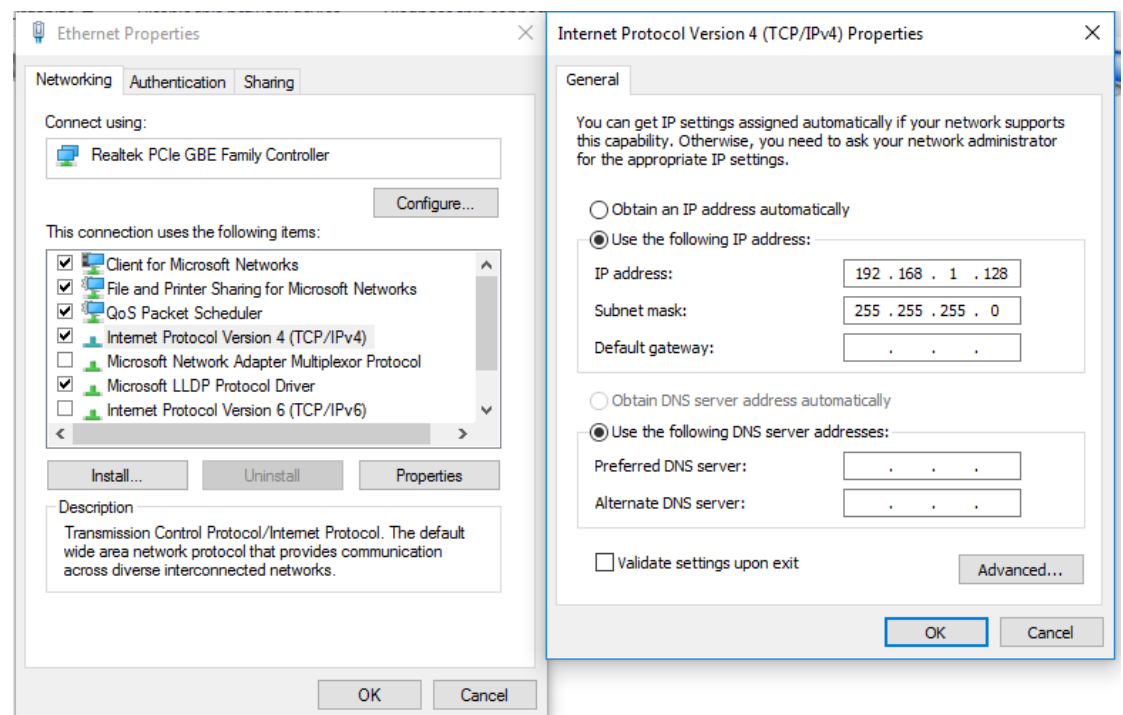 Ethernet Properties
Networking Authentication Sharing
Connect using:
Realtek PCIe GBE Family Controller
Configure...
This connection uses the following items:
Client for Microsoft Networks
File and Printer Sharing for Microsoft Networks
QoS Packet Scheduler
Internet Protocol Version 4 (TCP/IPv4)
Microsoft Network Adapter Multiplexor Protocol
Microsoft LLDP Protocol Driver
Internet Protocol Version 6 (TCP/IPv6)
Install... Uninstall Properties
Description
Transmission Control Protocol/Internet Protocol. The default
wide area network protocol that provides communication
across diverse interconnected networks.
OK Cancel
Internet Protocol Version 4 (TCP/IPv4) Properties
General
You can get IP settings assigned automatically if your network supports
this capability. Otherwise, you need to ask your network administrator
for the appropriate IP settings.
Obtain an IP address automatically
Use the following IP address:
IP address: 192 . 168 . 1 . 128
Subnet mask: 255 . 255 . 255 . 0
Default gateway: . . .
Obtain DNS server address automatically
Use the following DNS server addresses:
Preferred DNS server: . . .
Alternate DNS server: . . .
Validate settings upon exit
Advanced...
OK Cancel